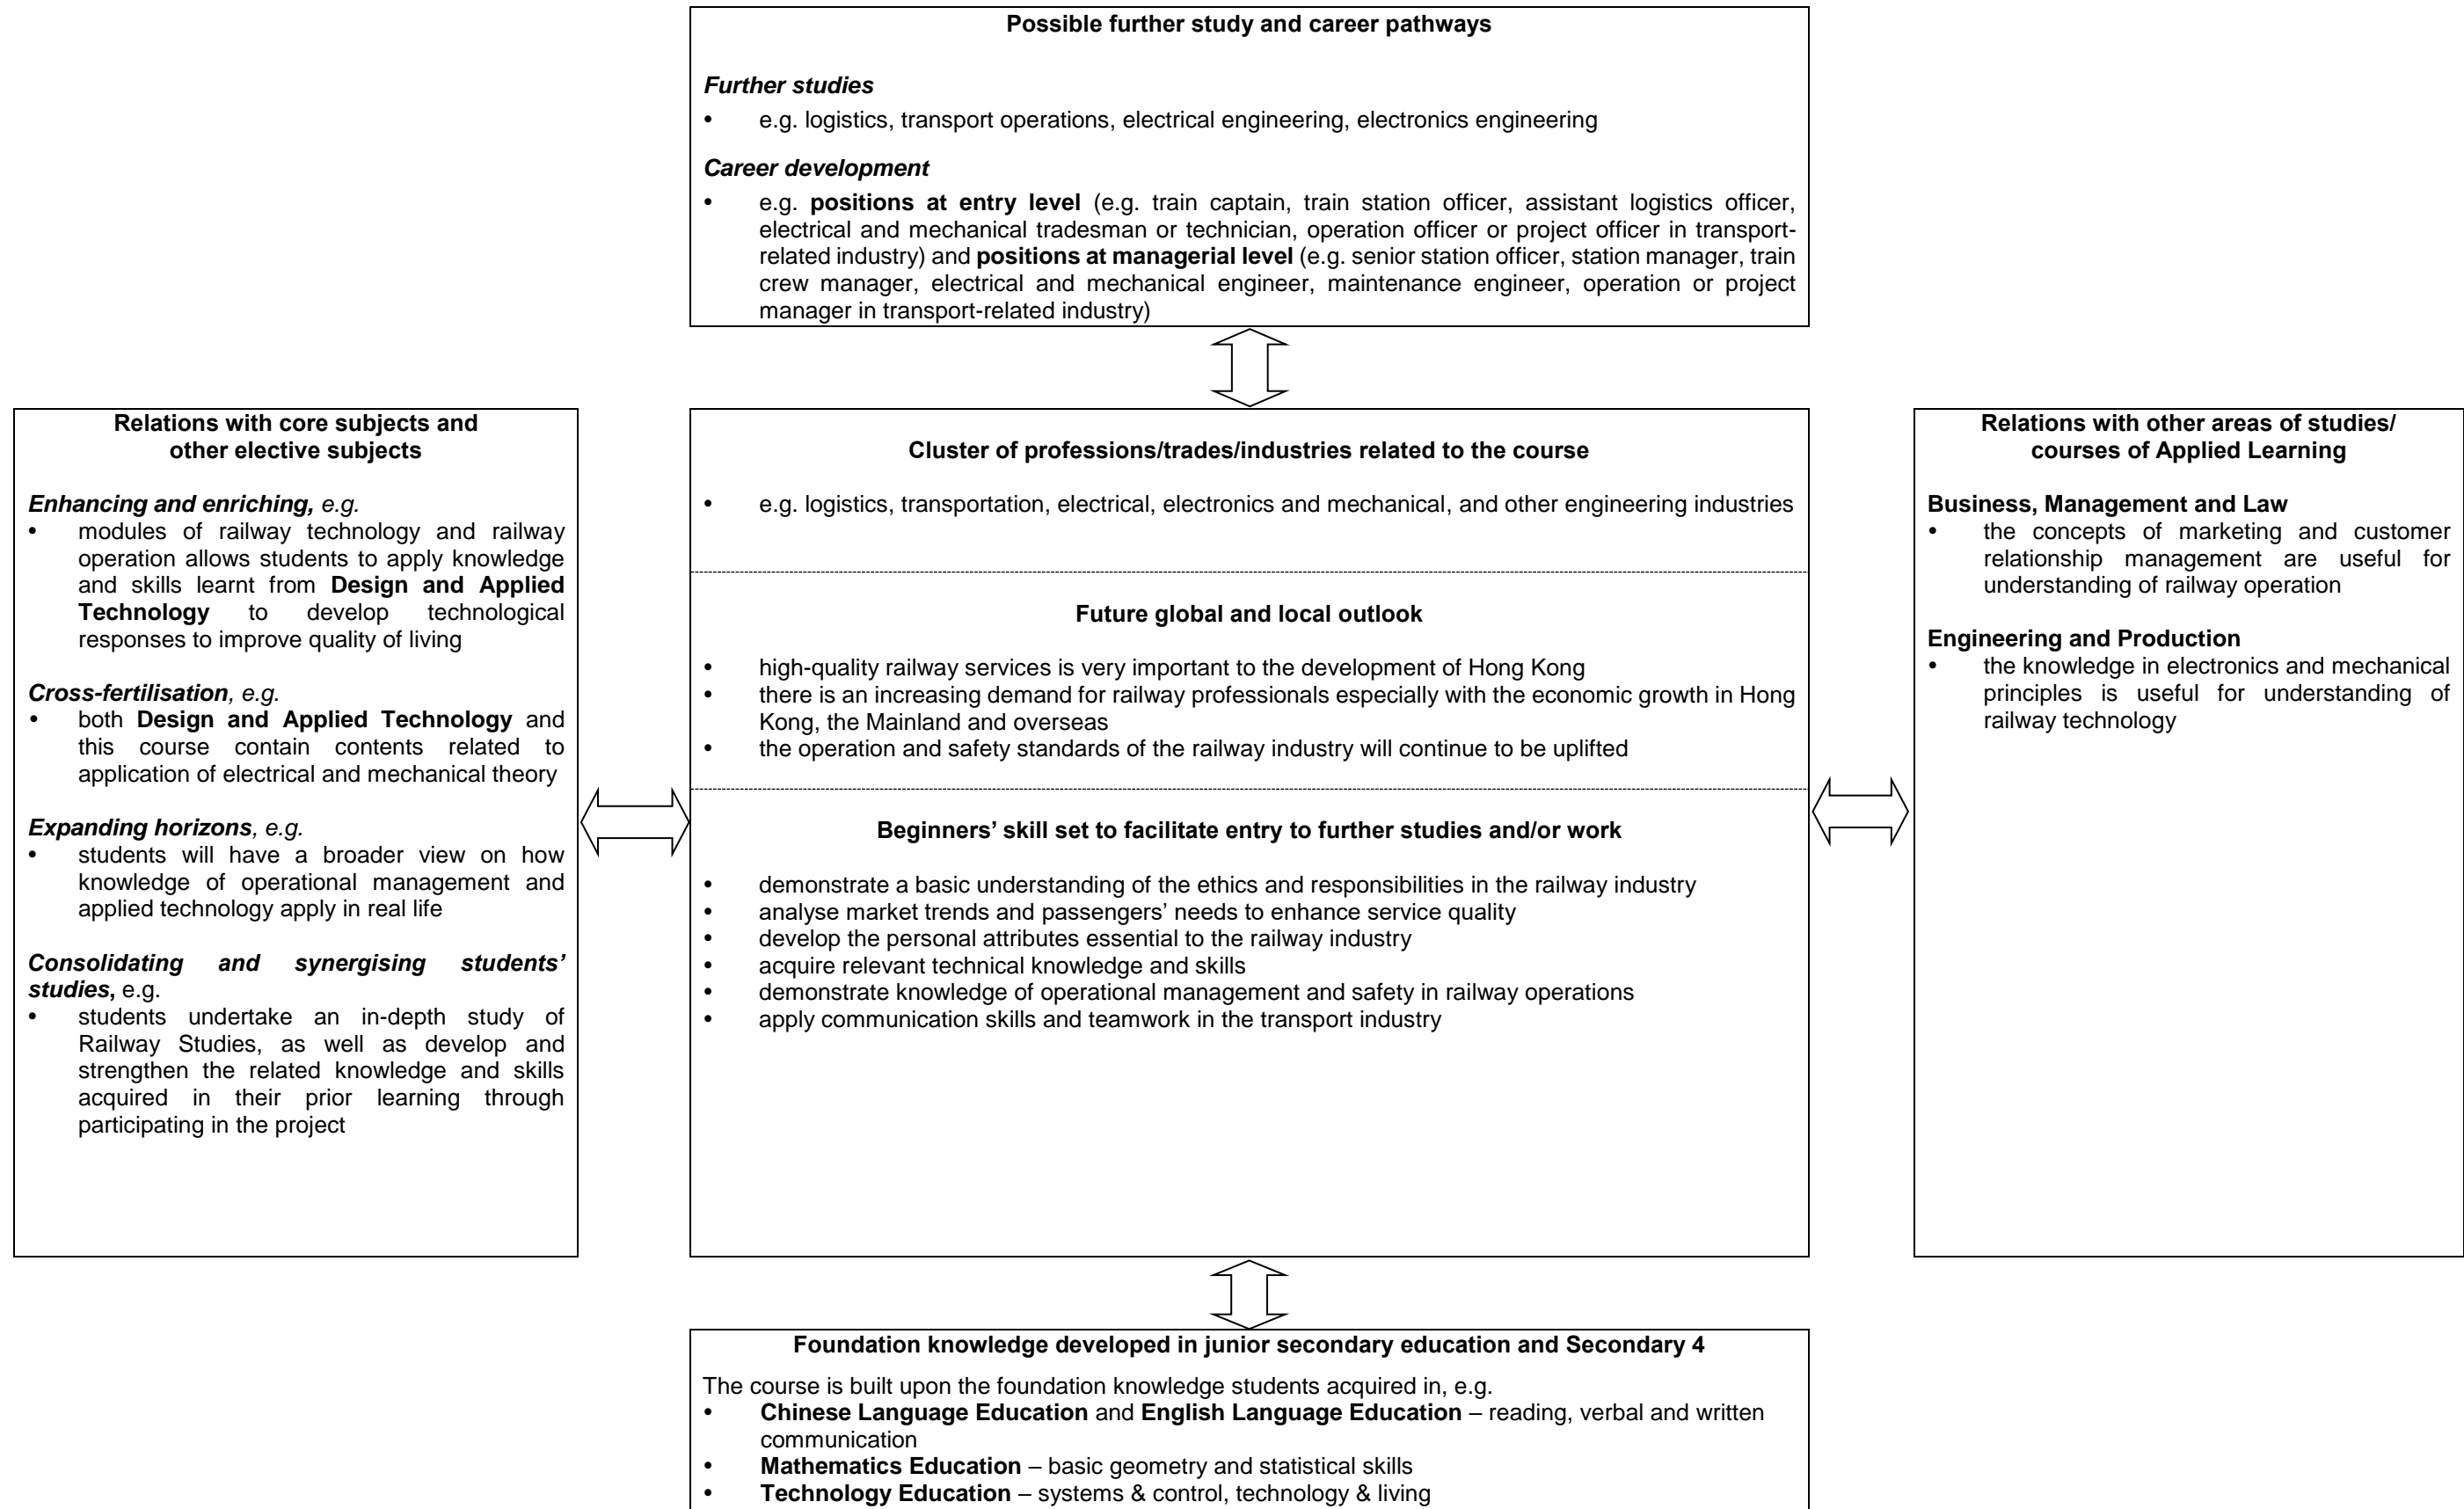 Possible further study and career pathways
Further studies
• e.g. logistics, transport operations, electrical engineering, electronics engineering
Career development
• e.g. positions at entry level (e.g. train captain, train station officer, assistant logistics officer,
electrical and mechanical tradesman or technician, operation officer or project officer in transport-
related industry) and positions at managerial level (e.g. senior station officer, station manager, train
crew manager, electrical and mechanical engineer, maintenance engineer, operation or project
manager in transport-related industry)
Relations with core subjects and
other elective subjects
Enhancing and enriching, e.g.
• modules of railway technology and railway
operation allows students to apply knowledge
and skills learnt from Design and Applied
Technology to develop technological
responses to improve quality of living
Cross-fertilisation, e.g.
• both Design and Applied Technology and
this course contain contents related to
application of electrical and mechanical theory
Expanding horizons, e.g.
• students will have a broader view on how
knowledge of operational management and
applied technology apply in real life
Consolidating and synergising students’
studies, e.g.
• students undertake an in-depth study of
Railway Studies, as well as develop and
strengthen the related knowledge and skills
acquired in their prior learning through
participating in the project
Cluster of professions/trades/industries related to the course
• e.g. logistics, transportation, electrical, electronics and mechanical, and other engineering industries
Future global and local outlook
• high-quality railway services is very important to the development of Hong Kong
• there is an increasing demand for railway professionals especially with the economic growth in Hong
Kong, the Mainland and overseas
• the operation and safety standards of the railway industry will continue to be uplifted
Beginners’ skill set to facilitate entry to further studies and/or work
• demonstrate a basic understanding of the ethics and responsibilities in the railway industry
• analyse market trends and passengers’ needs to enhance service quality
• develop the personal attributes essential to the railway industry
• acquire relevant technical knowledge and skills
• demonstrate knowledge of operational management and safety in railway operations
• apply communication skills and teamwork in the transport industry
Relations with other areas of studies/
courses of Applied Learning
Business, Management and Law
• the concepts of marketing and customer
relationship management are useful for
understanding of railway operation
Engineering and Production
• the knowledge in electronics and mechanical
principles is useful for understanding of
railway technology
Foundation knowledge developed in junior secondary education and Secondary 4
The course is built upon the foundation knowledge students acquired in, e.g.
• Chinese Language Education and English Language Education – reading, verbal and written
communication
• Mathematics Education – basic geometry and statistical skills
• Technology Education – systems & control, technology & living